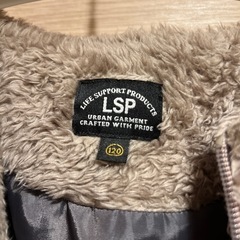 LIFE SUPPORT PRODUCTS
LSP
URBAN GARMENT
CRAFTED WITH PRIDE
120